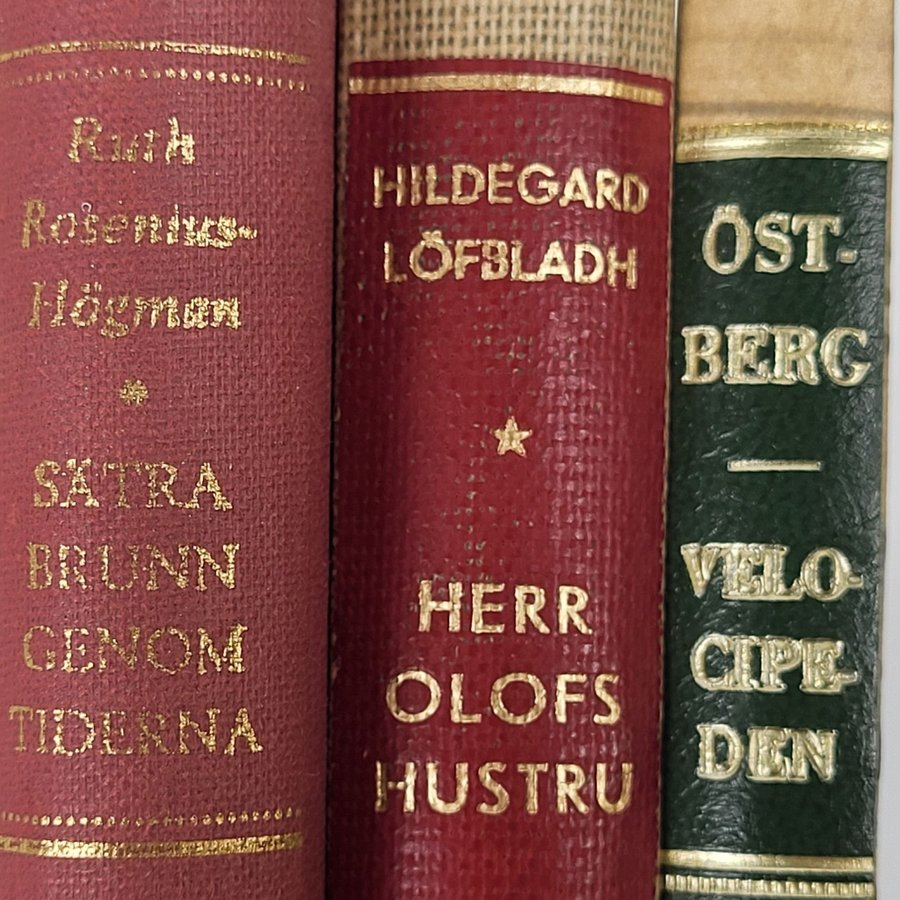 Ruth
Rosenius-
Högman
SÄTRA
BRUNN
GENOM
TIDERNA
HILDEGARD
LÖFBLADH
HERR
OLOFS
HUSTRU
ÖST-
BERG
VELO-
CIPE-
DEN